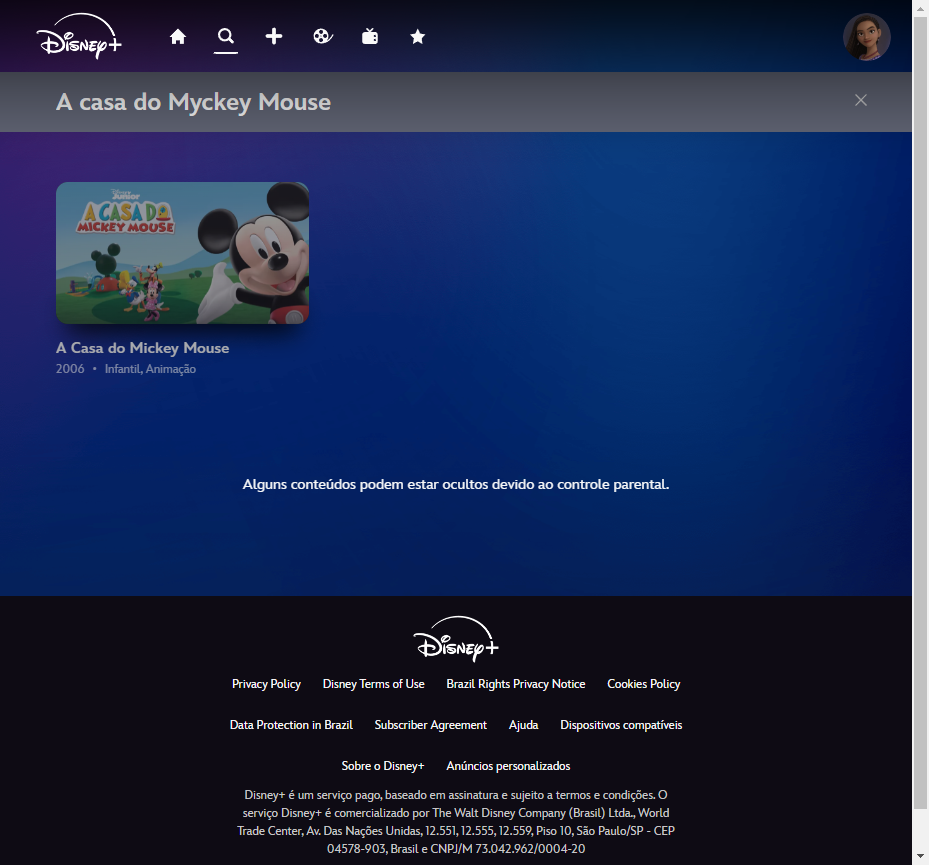 Disney+
A casa do Myckey Mouse
Disney Junior
A CASA DO
MICKEY MOUSE
A Casa do Mickey Mouse
2006 • Infantil, Animação
Alguns conteúdos podem estar ocultos devido ao controle parental.
Disney+
Privacy Policy Disney Terms of Use Brazil Rights Privacy Notice Cookies Policy
Data Protection in Brazil Subscriber Agreement Ajuda Dispositivos compatíveis
Sobre o Disney+ Anúncios personalizados
Disney+ é um serviço pago, baseado em assinatura e sujeito a termos e condições. O
serviço Disney+ é comercializado por The Walt Disney Company (Brasil) Ltda., World
Trade Center, Av. Das Nações Unidas, 12.551, 12.555, 12.559, Piso 10, São Paulo/SP - CEP
04578-903, Brasil e CNPJ/M 73.042.962/0004-20